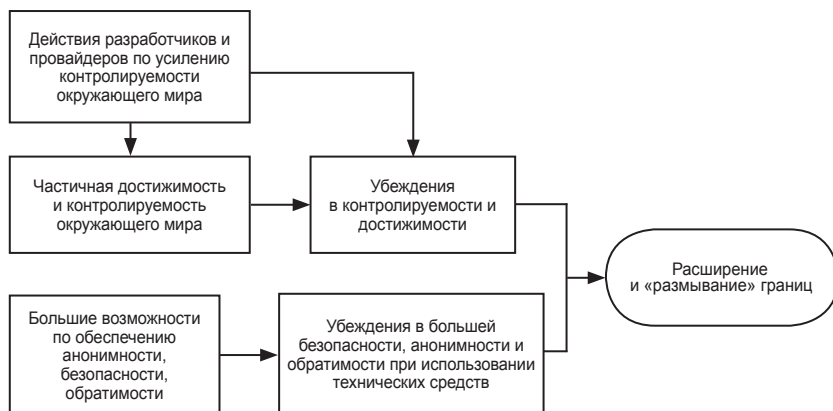 Действия разработчиков и
провайдеров по усилению
контролируемости
окружающего мира
Частичная достижимость
и контролируемость
окружающего мира
Убеждения
в контролируемости и
достижимости
Расширение
и «размывание» границ
Большие возможности
по обеспечению
анонимности,
безопасности,
обратимости
Убеждения в большей
безопасности, анонимности и
обратимости при использовании
технических средств